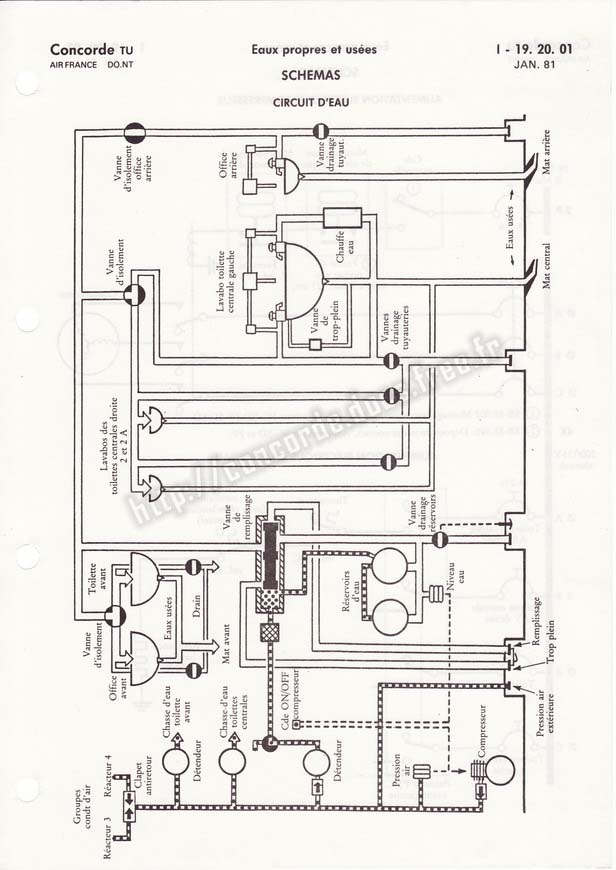 Concorde TU
AIR FRANCE DO.NT
Eaux propres et usées
SCHEMAS
CIRCUIT D'EAU
I - 19. 20. 01
JAN. 81
Vanne
d'isolement
office
arrière
Office
arrière
Vanne
drainage
tuyaut.
Mat arrière
Eaux usées
Mat central
Vanne
d'isolement
Lavabo toilette
centrale gauche
Chauffe
eau
Vanne
de
trop-plein
Vannes
drainage
tuyauteries
Lavabos des
toilettes centrales droite
2 et 2 A
http://concordedocs.free.fr
Vanne
de
remplissage
Vanne
drainage
réservoirs
Toilette
avant
Vanne
d'isolement
Office
avant
Eaux usées
Drain
Mat avant
Réservoirs
d'eau
Niveau
eau
Remplissage
Trop plein
Pression air
extérieure
Chasse d'eau
toilette
avant
Chasse d'eau
toilettes
centrales
Cde ON/OFF
compresseur
Détendeur
Détendeur
Pression
air
Compresseur
Groupes
condt d'air
Réacteur 4
Réacteur 3
Clapet
antiretour